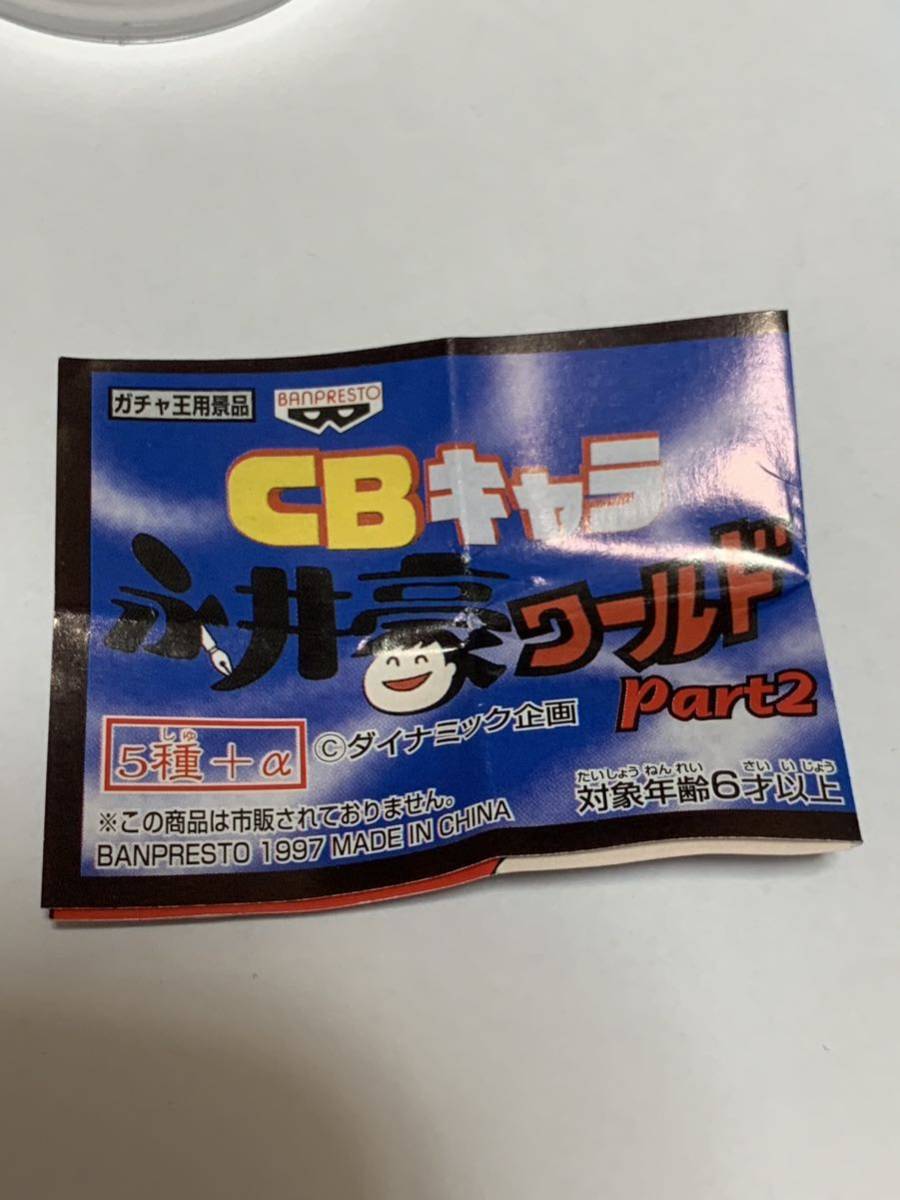 ガチャ王用景品
BANPRESTO
CBキャラ
永井豪ワールド
Part2
しゅ
5種+α
©ダイナミック企画
たいしょうねんれい さいいじょう
対象年齢6才以上
※この商品は市販されておりません。
BANPRESTO 1997 MADE IN CHINA